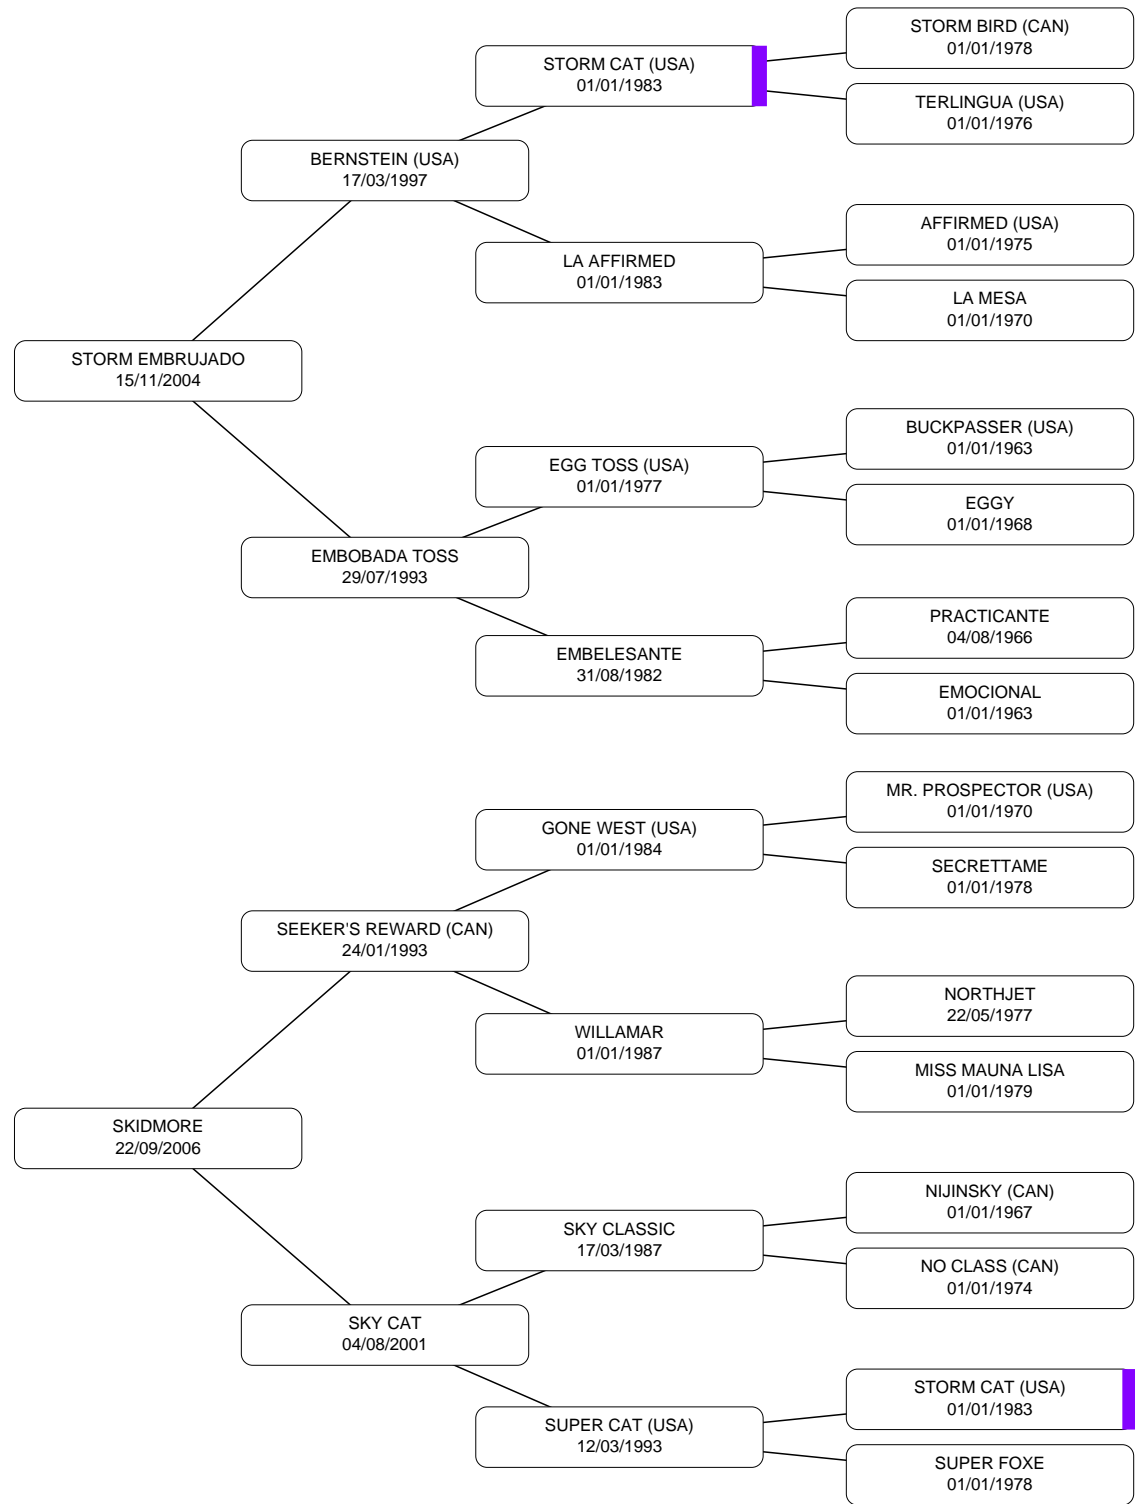 STORM BIRD (CAN)
01/01/1978
STORM CAT (USA)
01/01/1983
TERLINGUA (USA)
01/01/1976
BERNSTEIN (USA)
17/03/1997
AFFIRMED (USA)
01/01/1975
LA AFFIRMED
01/01/1983
LA MESA
01/01/1970
STORM EMBRUJADO
15/11/2004
BUCKPASSER (USA)
01/01/1963
EGG TOSS (USA)
01/01/1977
EGGY
01/01/1968
EMBOBADA TOSS
29/07/1993
PRACTICANTE
04/08/1966
EMBELESANTE
31/08/1982
EMOCIONAL
01/01/1963
MR. PROSPECTOR (USA)
01/01/1970
GONE WEST (USA)
01/01/1984
SECRETTAME
01/01/1978
SEEKER'S REWARD (CAN)
24/01/1993
NORTHJET
22/05/1977
WILLAMAR
01/01/1987
MISS MAUNA LISA
01/01/1979
SKIDMORE
22/09/2006
NIJINSKY (CAN)
01/01/1967
SKY CLASSIC
17/03/1987
NO CLASS (CAN)
01/01/1974
SKY CAT
04/08/2001
STORM CAT (USA)
01/01/1983
SUPER CAT (USA)
12/03/1993
SUPER FOXE
01/01/1978